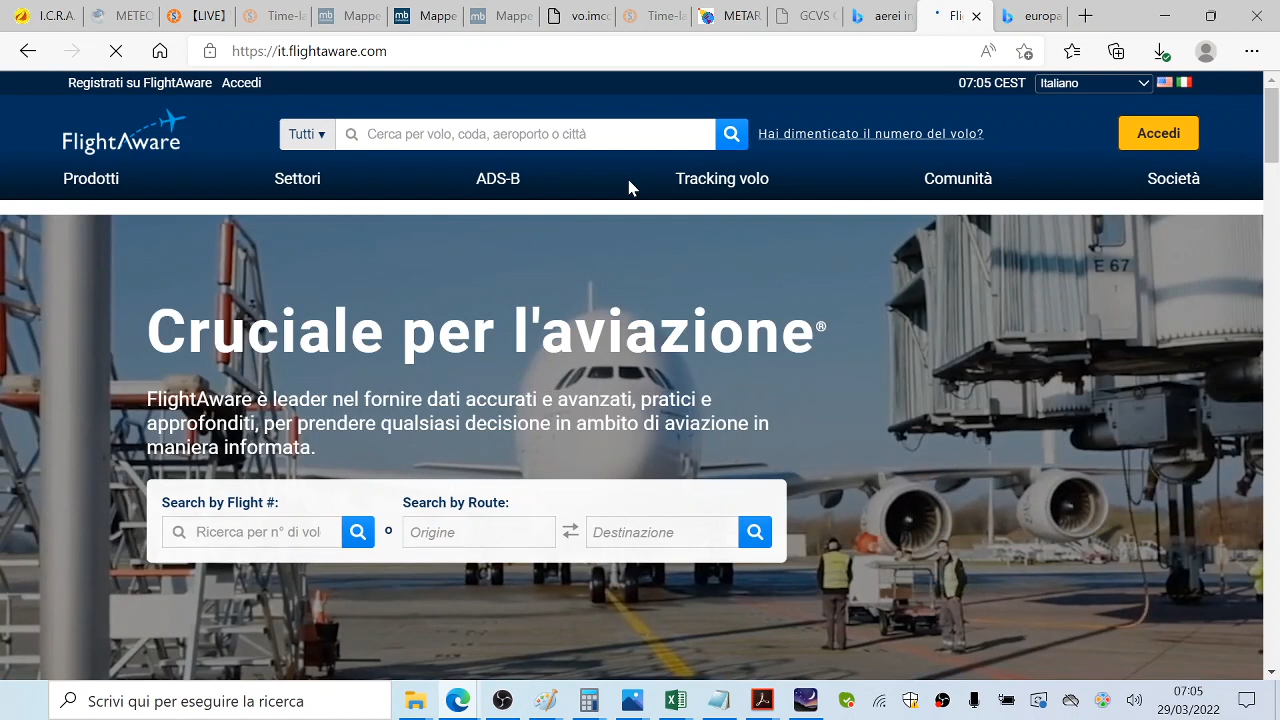 I.C.R.A
METEC
[LIVE]
Time-la
Mappe
Mappe
Mappe
vo.imc
Time-la
METAR
GCVS C
aerei in
Flic
europa
https://it.flightaware.com
Registrati su FlightAware Accedi
07:05 CEST Italiano
FlightAware
Tutti ▾ Cerca per volo, coda, aeroporto o città
Hai dimenticato il numero del volo?
Accedi
Prodotti Settori ADS-B Tracking volo Comunità Società
E 67
Cruciale per l'aviazione®
FlightAware è leader nel fornire dati accurati e avanzati, pratici e
approfonditi, per prendere qualsiasi decisione in ambito di aviazione in
maniera informata.
Search by Flight #: Search by Route:
Ricerca per n° di vol o Origine Destinazione
Scrivi qui per eseguire la ricerca
07:05
29/03/2022